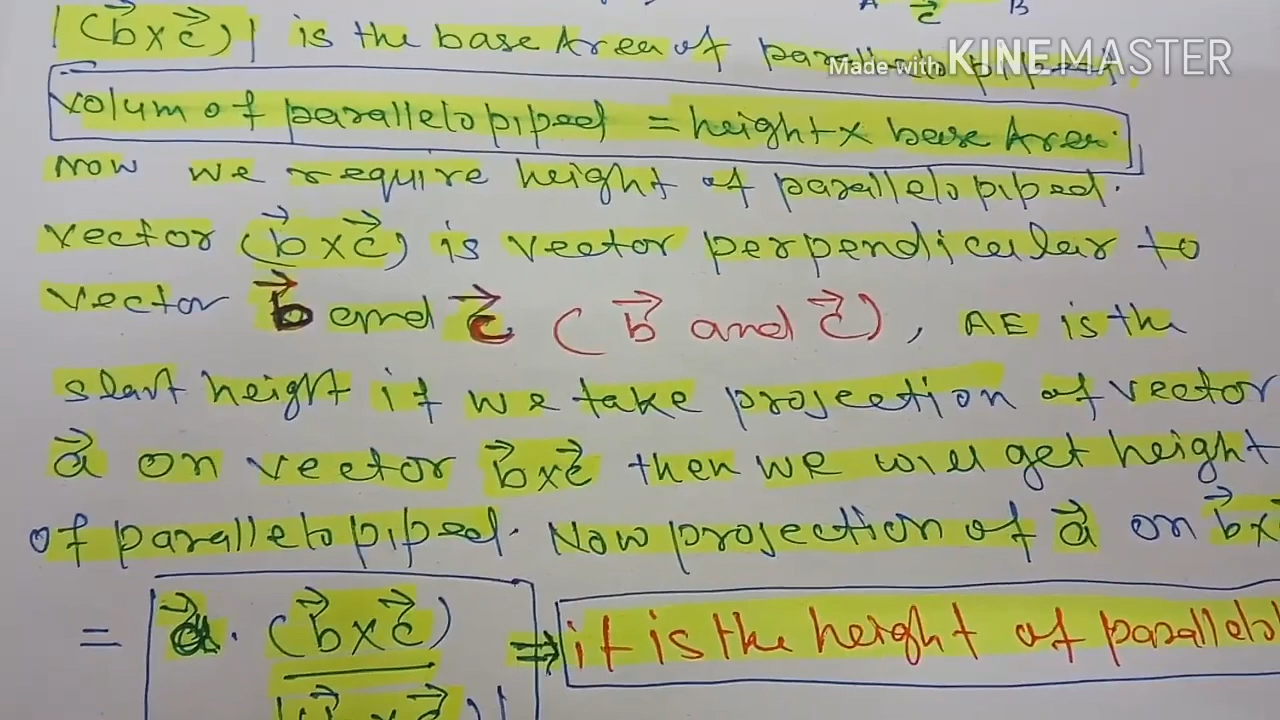 A c⃗ B
|(b⃗ x c⃗)| is the base Area of parallelopiped,
Made with KINEMASTER
volum of parallelopiped = height x base Area.
Now we require height of parallelopiped.
vector (b⃗ x c⃗) is vector perpendicular to
vector b⃗ and c⃗ (b⃗ and c⃗), AE is the
slant height if we take projection of vector
a⃗ on vector b⃗xc⃗ then we will get height
of parallelopiped. Now projection of a⃗ on b⃗x
= a⃗. (b⃗ x c⃗) ⇒ it is the height of parallelo